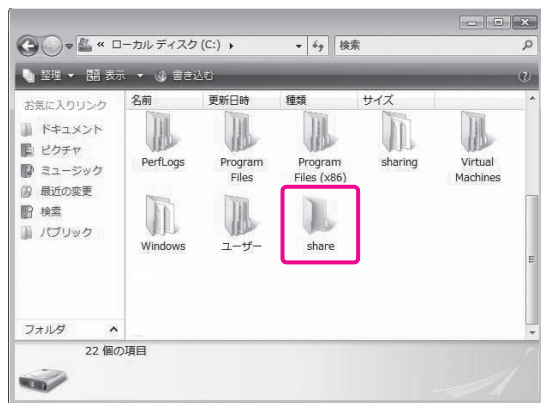 « ローカル ディスク (C:)
検索
整理
表示
書き込む
お気に入りリンク
ドキュメント
ピクチャ
ミュージック
最近の変更
検索
パブリック
フォルダ
名前 更新日時 種類 サイズ
PerfLogs
Program Files
Program Files (x86)
sharing
Virtual Machines
Windows
ユーザー
share
22 個の項目